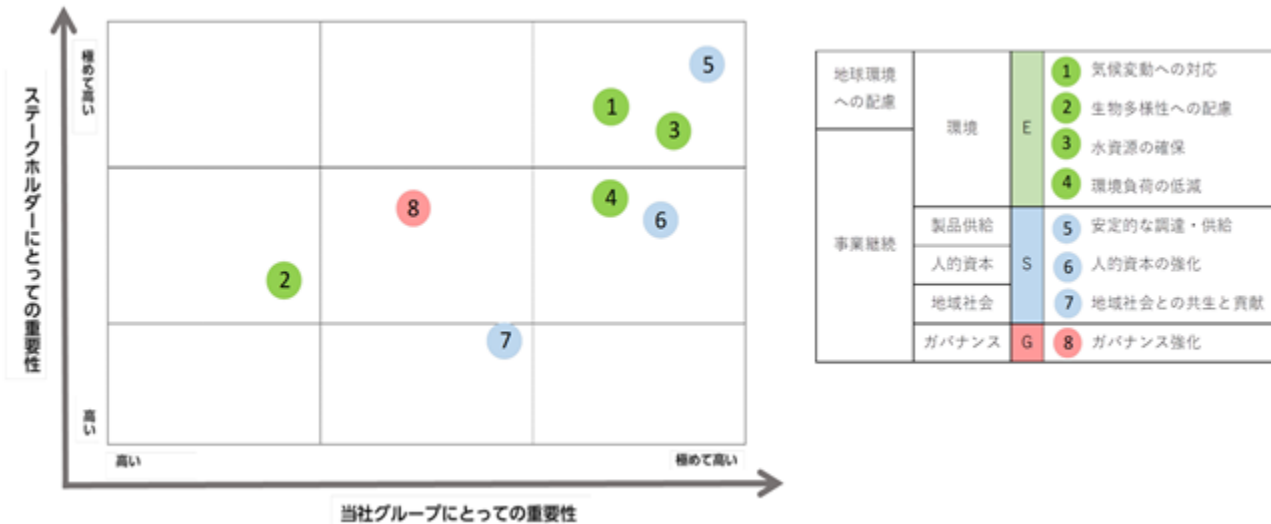 ステークホルダーにとっての重要性
極めて高い
高い
5
1
3
8
4
6
2
7
高い
極めて高い
当社グループにとっての重要性
地球環境
への配慮
事業継続
環境
製品供給
人的資本
地域社会
ガバナンス
E
S
G
1 気候変動への対応
2 生物多様性への配慮
3 水資源の確保
4 環境負荷の低減
5 安定的な調達・供給
6 人的資本の強化
7 地域社会との共生と貢献
8 ガバナンス強化